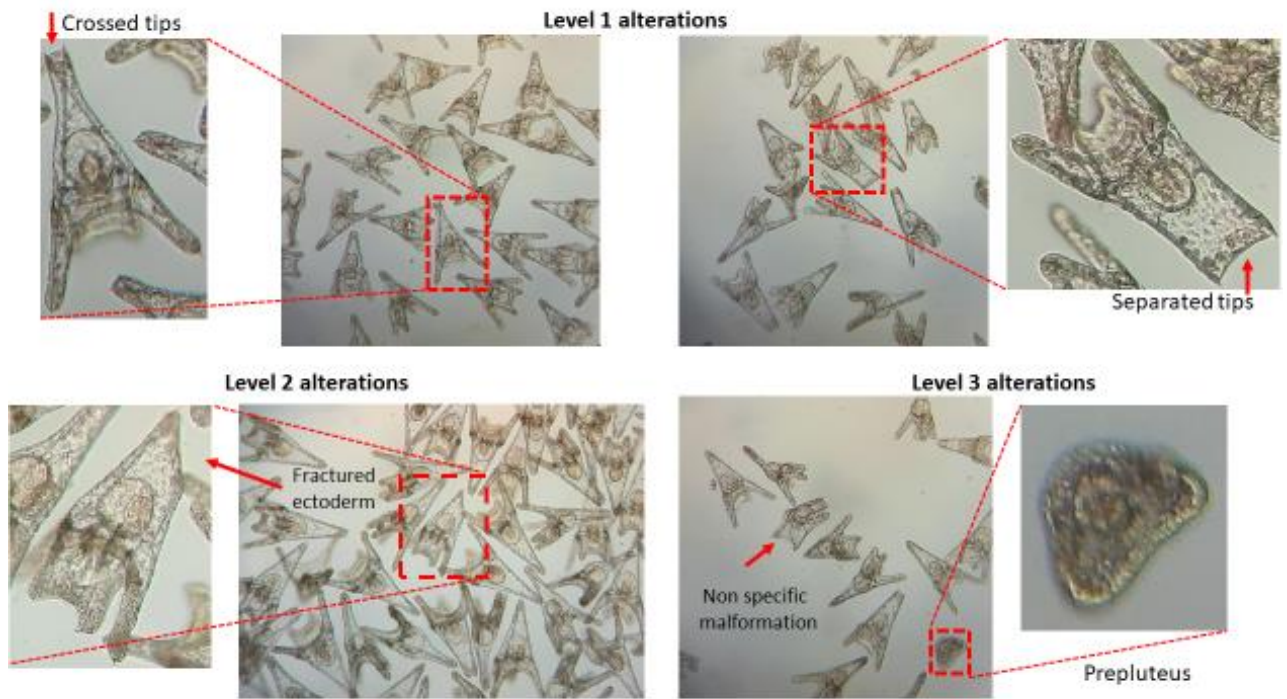 Level 1 alterations
Crossed tips
Separated tips
Level 2 alterations
Level 3 alterations
Fractured
ectoderm
Non specific
malformation
Prepluteus